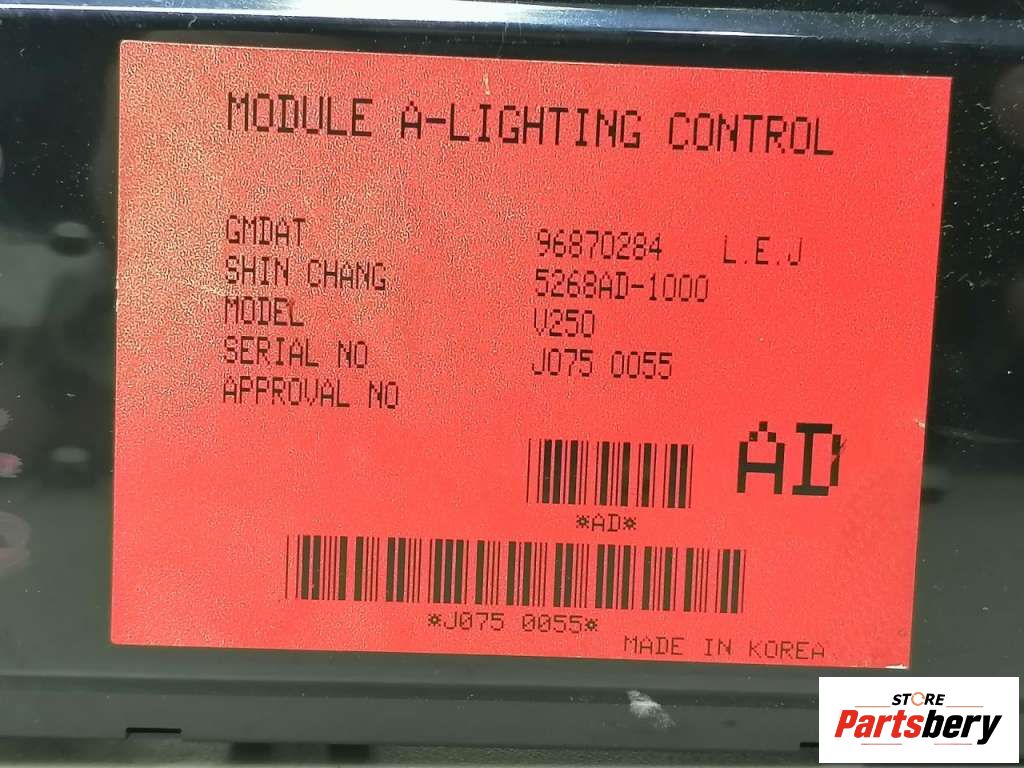 MODULE A-LIGHTING CONTROL
GMDAT 96870284 L.E.J
SHIN CHANG 5268AD-1000
MODEL V250
SERIAL NO J075 0055
APPROVAL NO
AD
*AD*
*J075 0055*
MADE IN KOREA
STORE
Partsbery